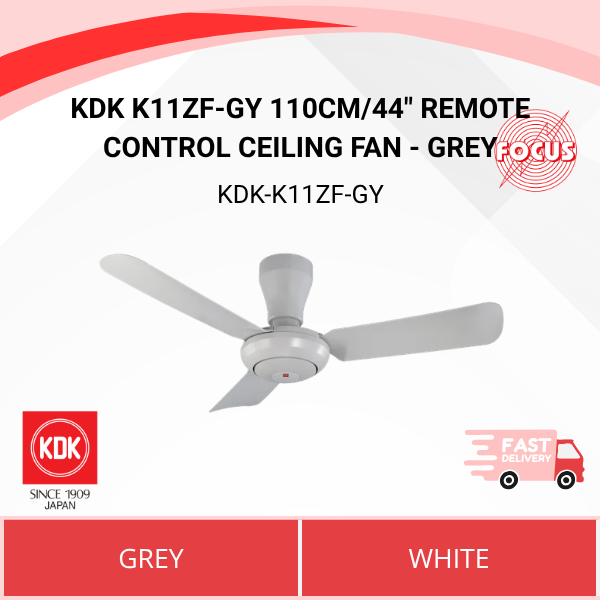 KDK K11ZF-GY 110CM/44" REMOTE
CONTROL CEILING FAN - GREY
FOCUS
KDK-K11ZF-GY
KDK
SINCE 1909
JAPAN
FAST
DELIVERY
GREY
WHITE